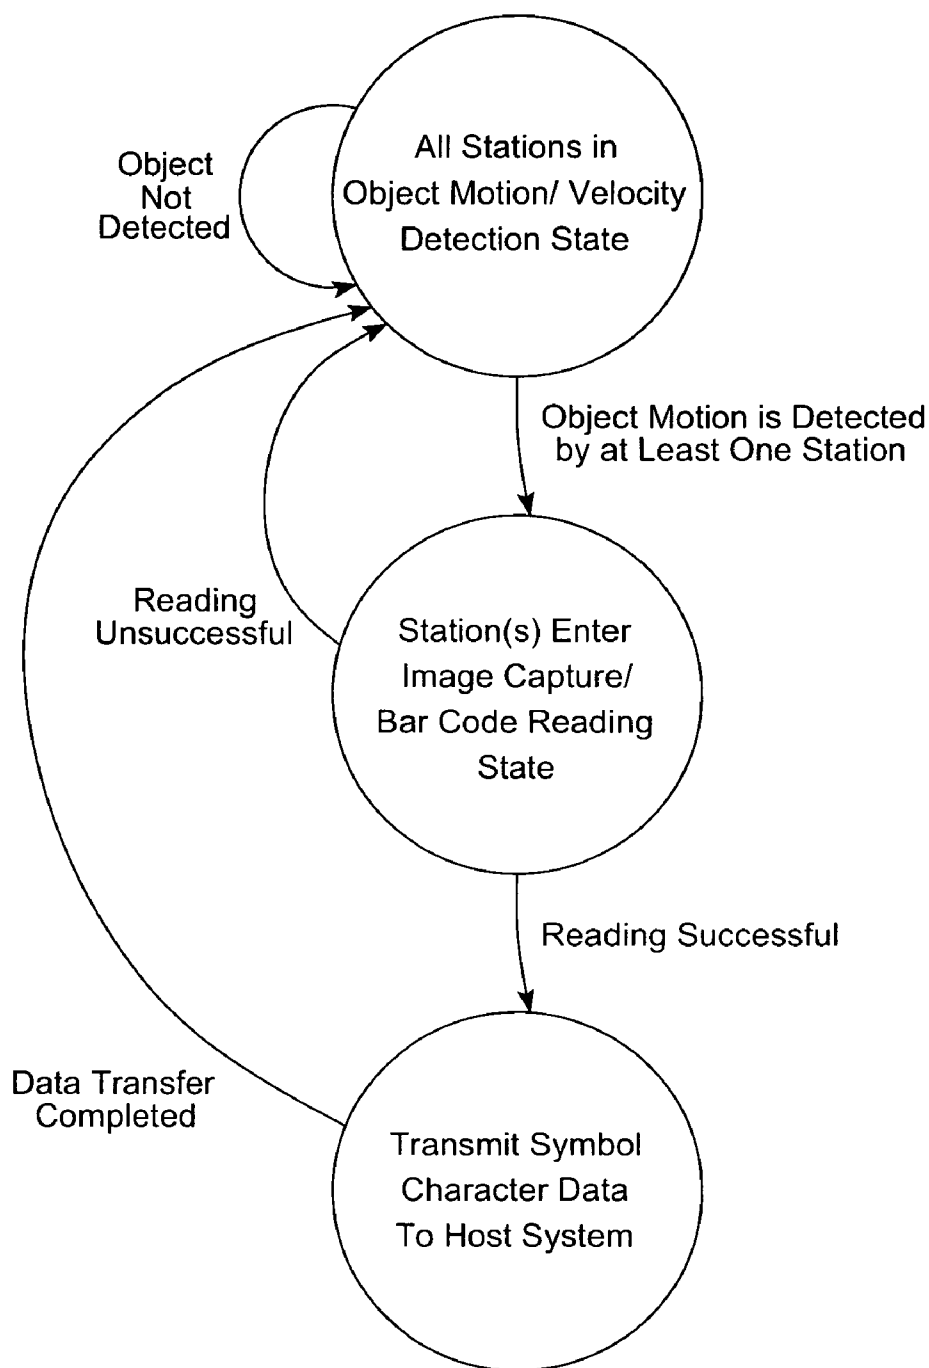 All Stations in
Object Motion/ Velocity
Detection State
Object
Not
Detected
Object Motion is Detected
by at Least One Station
Reading
Unsuccessful
Station(s) Enter
Image Capture/
Bar Code Reading
State
Reading Successful
Data Transfer
Completed
Transmit Symbol
Character Data
To Host System